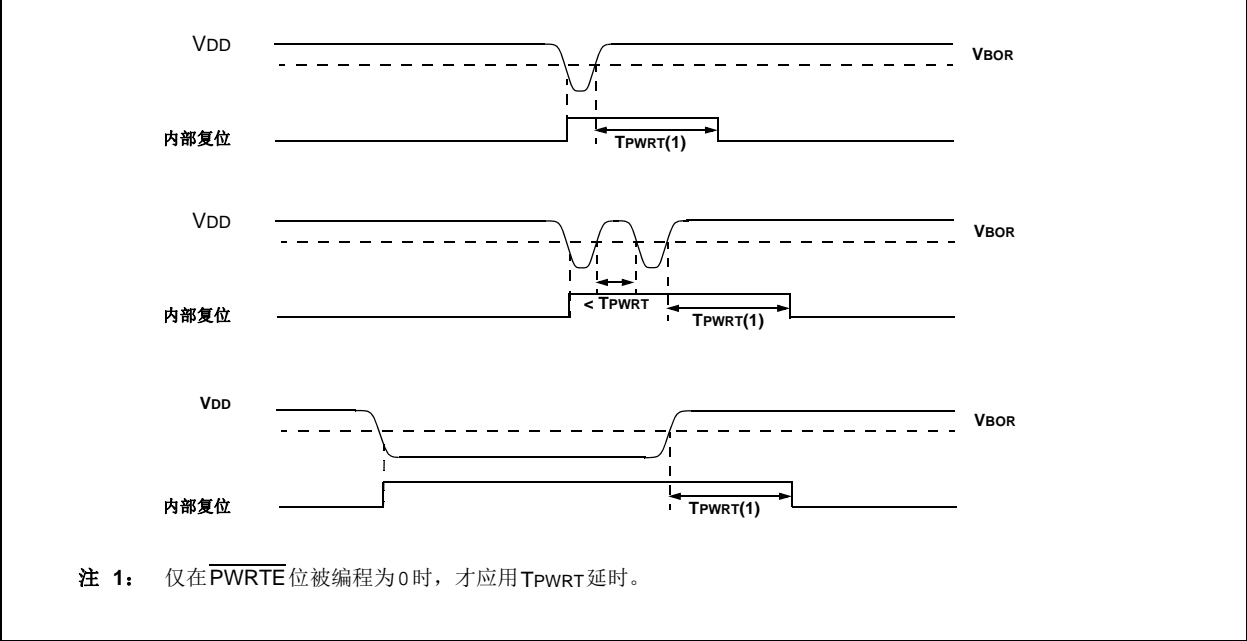 VDD
VBOR
内部复位
TPWRT(1)
VDD
VBOR
内部复位
< TPWRT
TPWRT(1)
VDD
VBOR
内部复位
TPWRT(1)
注 1： 仅在PWRTE位被编程为0时，才应用TPWRT延时。